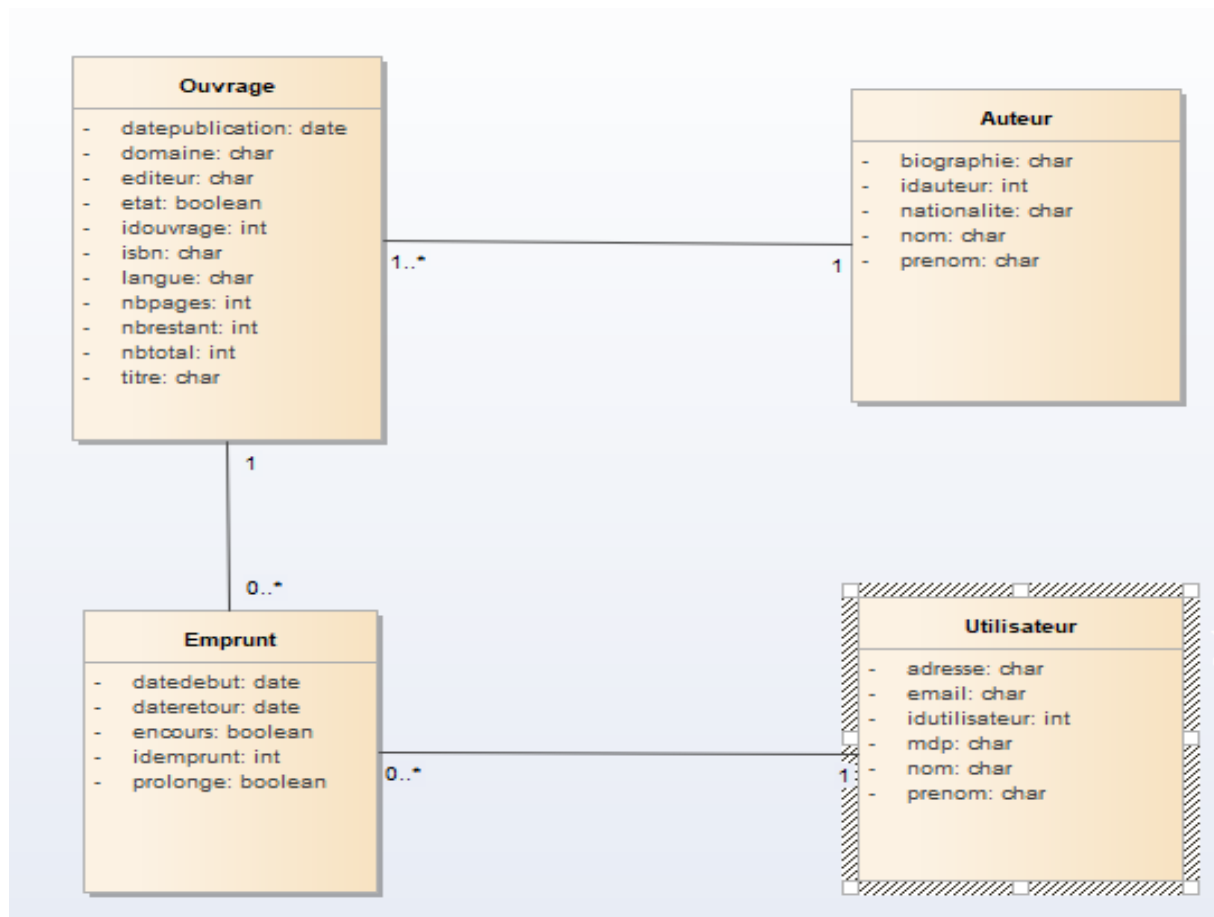 Ouvrage
- datepublication: date
- domaine: char
- editeur: char
- etat: boolean
- idouvrage: int
- isbn: char
- langue: char
- nbpages: int
- nbrestant: int
- nbtotal: int
- titre: char
Auteur
- biographie: char
- idauteur: int
- nationalite: char
- nom: char
- prenom: char
1..*
1
1
0..*
Emprunt
- datedebut: date
- dateretour: date
- encours: boolean
- idemprunt: int
- prolonge: boolean
0..*
1
Utilisateur
- adresse: char
- email: char
- idutilisateur: int
- mdp: char
- nom: char
- prenom: char